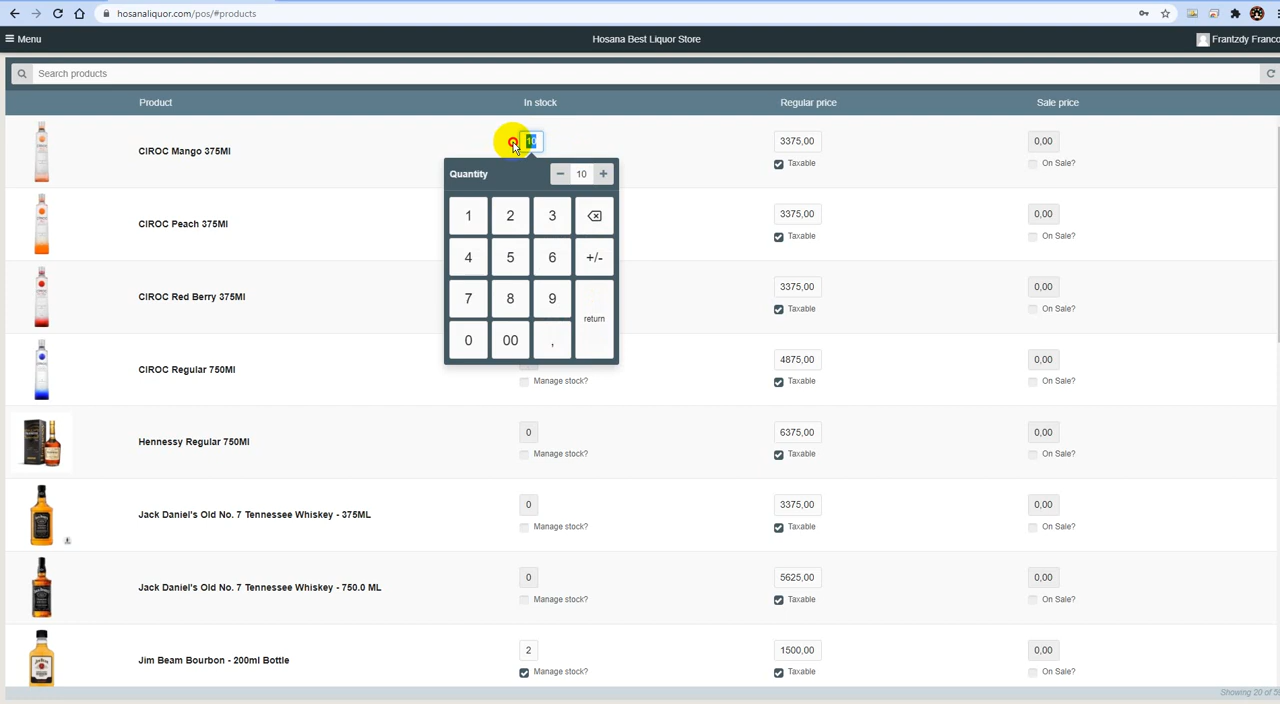 hosanaliquor.com/pos/#products
Menu
Hosana Best Liquor Store
Frantzdy Franco
Search products
Product In stock Regular price Sale price
CIROC Mango 375Ml 10 3375,00 Taxable 0,00 On Sale?
Quantity − 10 +
1 2 3
4 5 6 +/-
7 8 9 return
0 00 ,
CIROC Peach 375Ml 3375,00 Taxable 0,00 On Sale?
CIROC Red Berry 375Ml 3375,00 Taxable 0,00 On Sale?
CIROC Regular 750Ml Manage stock? 4875,00 Taxable 0,00 On Sale?
Hennessy Regular 750Ml 0 Manage stock? 6375,00 Taxable 0,00 On Sale?
Jack Daniel's Old No. 7 Tennessee Whiskey - 375ML 0 Manage stock? 3375,00 Taxable 0,00 On Sale?
Jack Daniel's Old No. 7 Tennessee Whiskey - 750.0 ML 0 Manage stock? 5625,00 Taxable 0,00 On Sale?
Jim Beam Bourbon - 200ml Bottle 2 Manage stock? 1500,00 Taxable 0,00 On Sale?
Showing 20 of